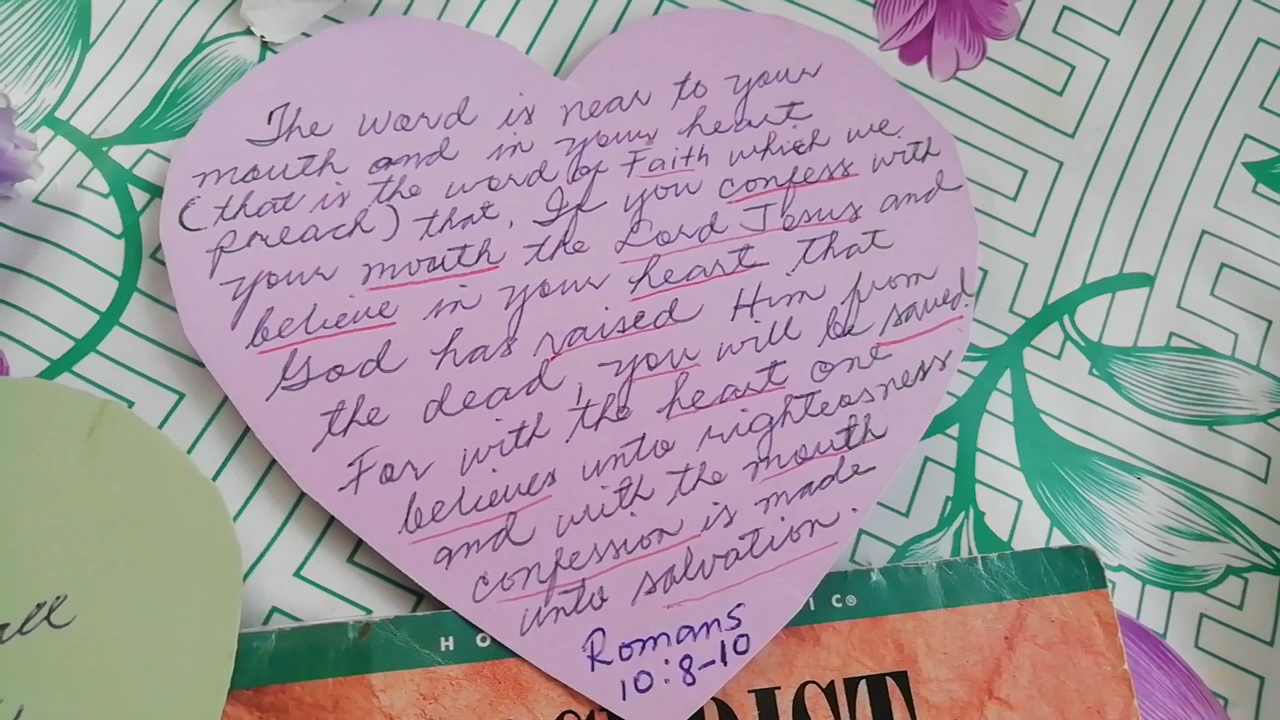 The word is near to your
mouth and in your heart
(that is the word of Faith which we
preach) that, If you confess with
your mouth the Lord Jesus and
believe in your heart that
God has raised Him from
the dead, you will be saved.
For with the heart one
believes unto righteosness
and with the mouth
confession is made
unto salvation.
Romans
10:8-10